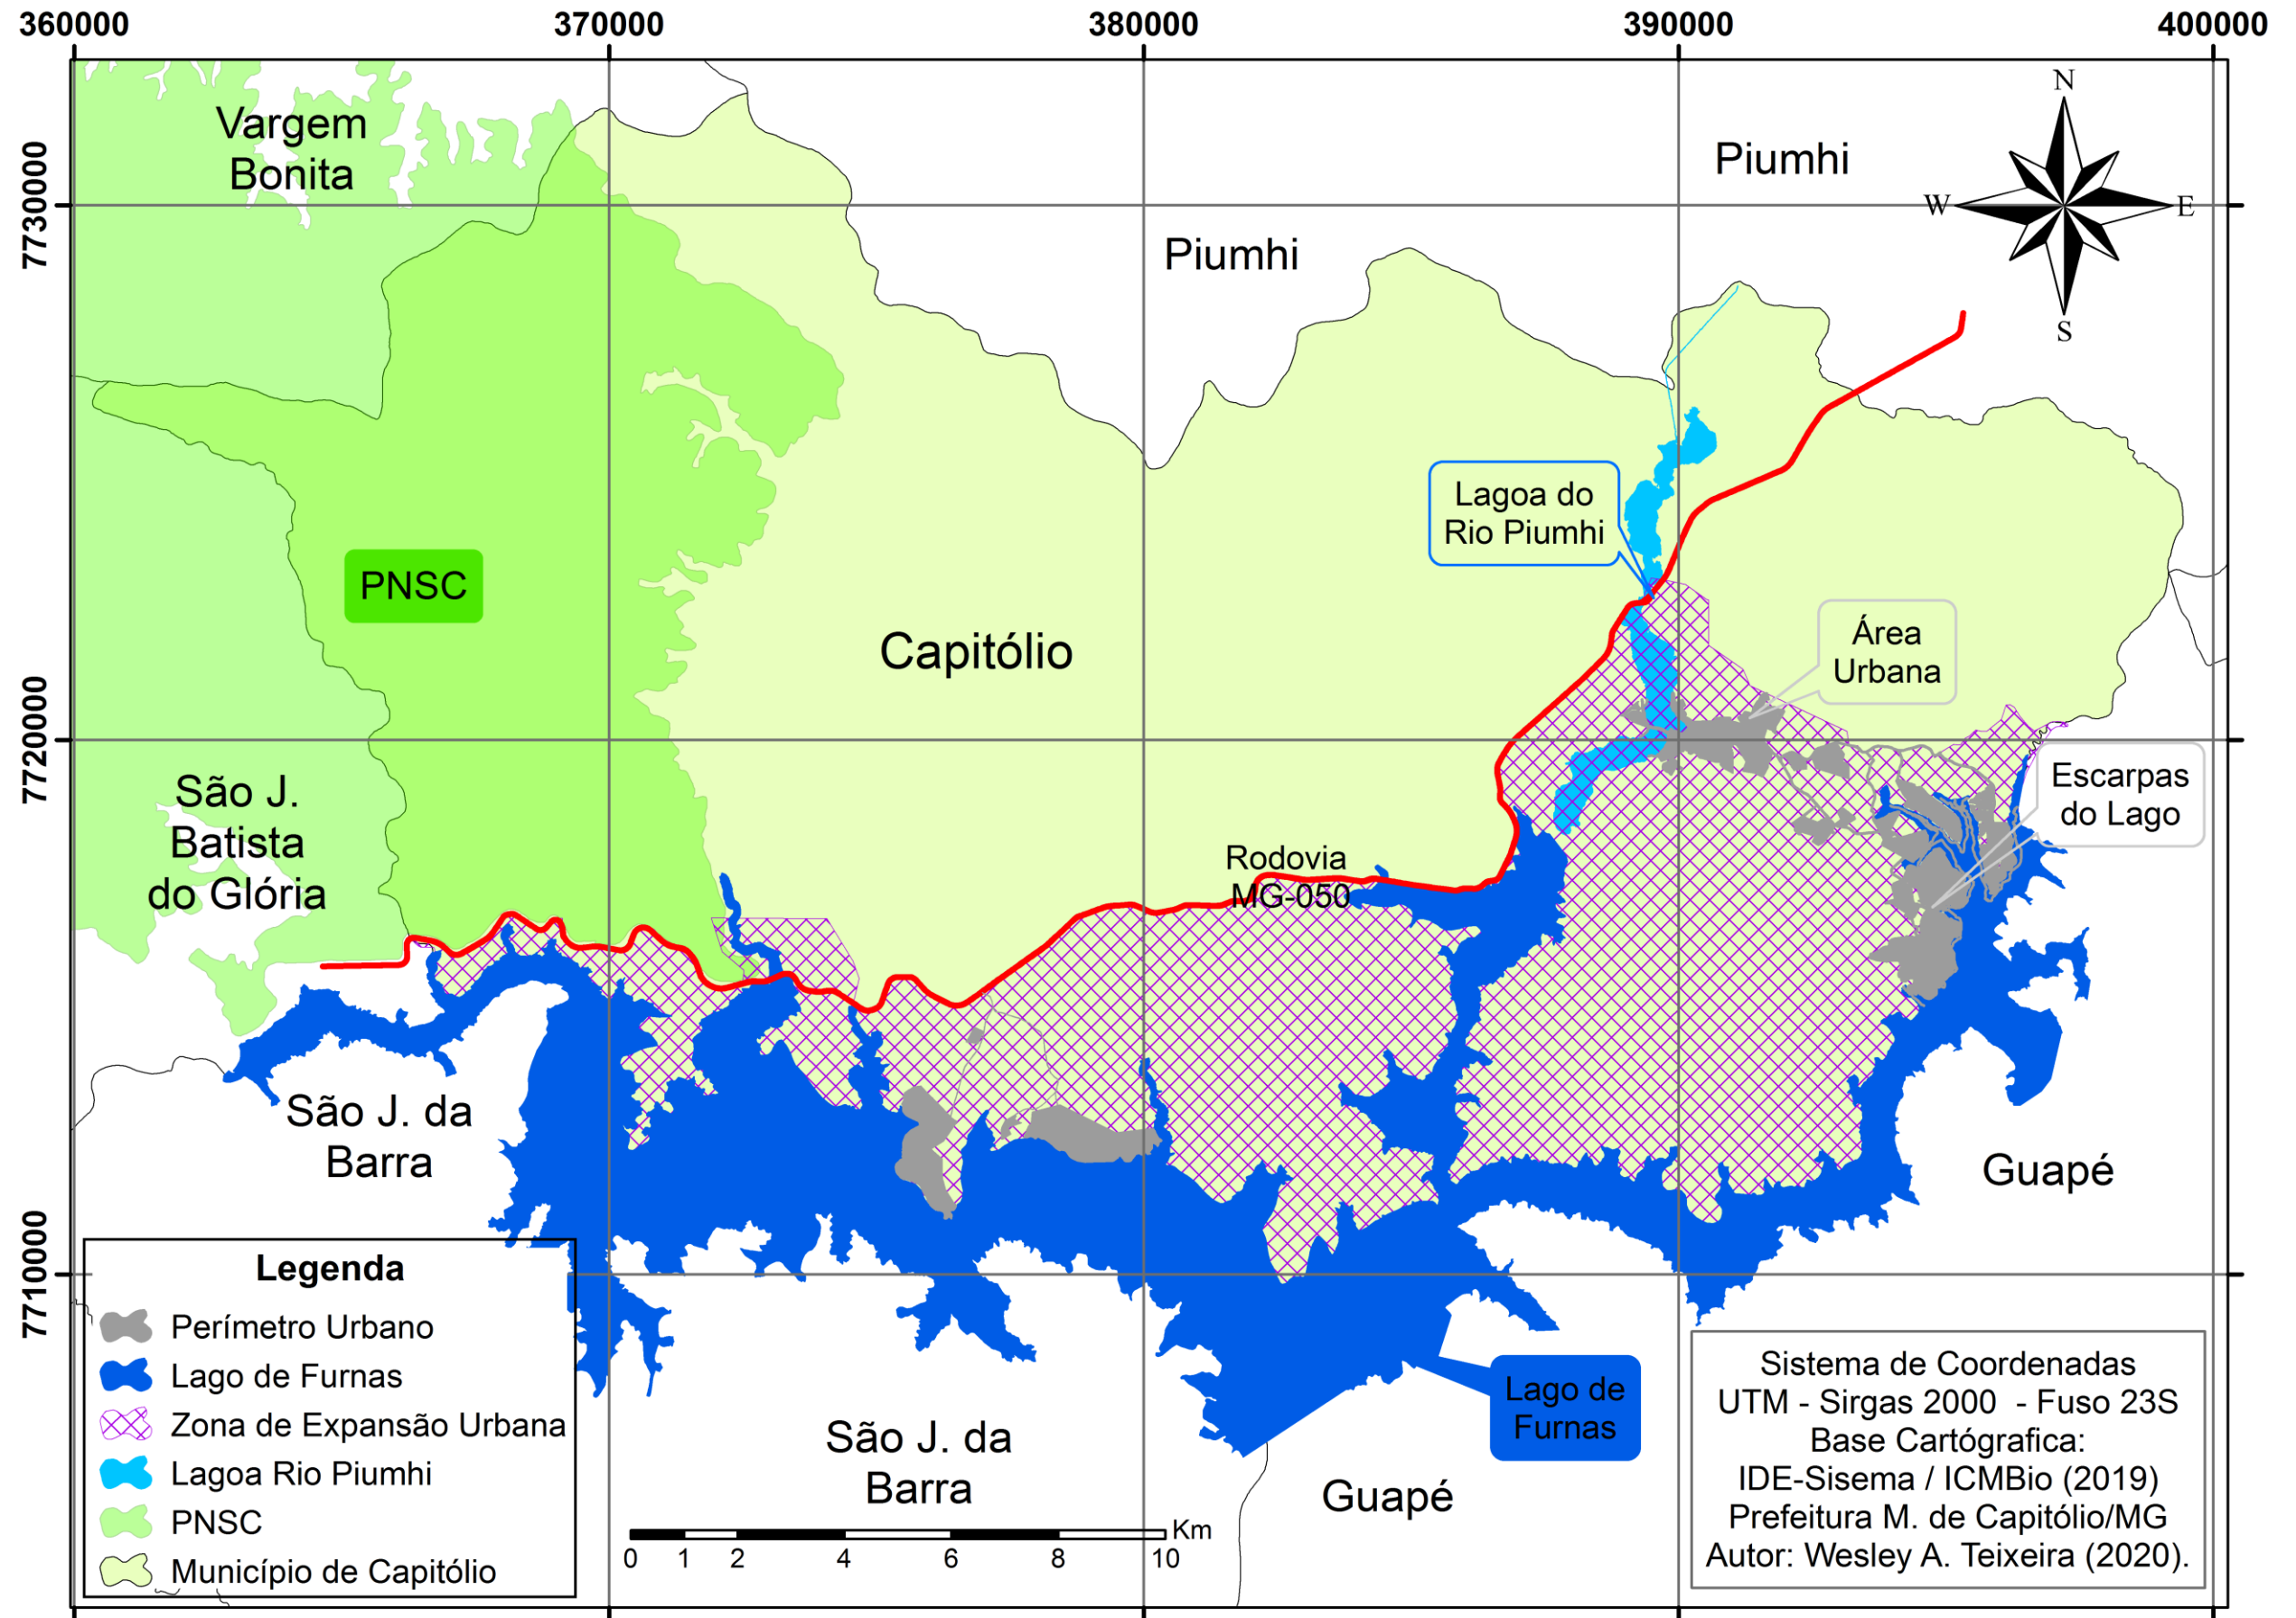 360000
370000
380000
390000
400000
7730000
7720000
7710000
N
W
E
S
Vargem
Bonita
Piumhi
Piumhi
Lagoa do
Rio Piumhi
PNSC
Capitólio
Área
Urbana
São J.
Batista
do Glória
Escarpas
do Lago
Rodovia
MG-050
São J. da
Barra
Guapé
Legenda
Perímetro Urbano
Lago de Furnas
Zona de Expansão Urbana
Lagoa Rio Piumhi
PNSC
Município de Capitólio
São J. da
Barra
Guapé
Lago de
Furnas
Km
0 1 2 4 6 8 10
Sistema de Coordenadas
UTM - Sirgas 2000 - Fuso 23S
Base Cartógrafica:
IDE-Sisema / ICMBio (2019)
Prefeitura M. de Capitólio/MG
Autor: Wesley A. Teixeira (2020).